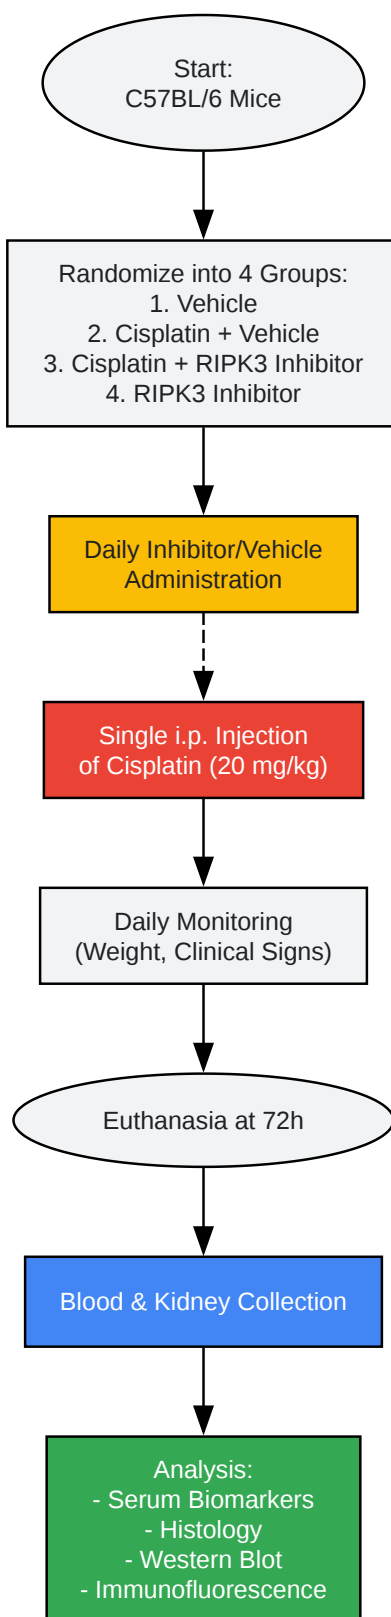 Start:
C57BL/6 Mice
Randomize into 4 Groups:
1. Vehicle
2. Cisplatin + Vehicle
3. Cisplatin + RIPK3 Inhibitor
4. RIPK3 Inhibitor
Daily Inhibitor/Vehicle
Administration
Single i.p. Injection
of Cisplatin (20 mg/kg)
Daily Monitoring
(Weight, Clinical Signs)
Euthanasia at 72h
Blood & Kidney Collection
Analysis:
- Serum Biomarkers
- Histology
- Western Blot
- Immunofluorescence